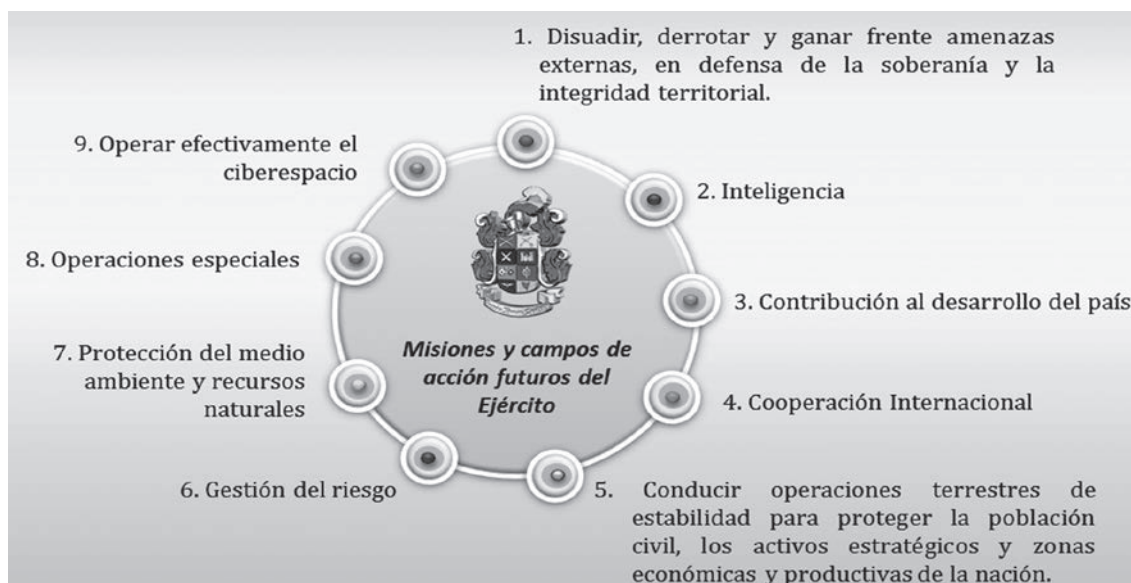 1. Disuadir, derrotar y ganar frente amenazas
externas, en defensa de la soberanía y la
integridad territorial.
2. Inteligencia
3. Contribución al desarrollo del país
4. Cooperación Internacional
5. Conducir operaciones terrestres de
estabilidad para proteger la población
civil, los activos estratégicos y zonas
económicas y productivas de la nación.
6. Gestión del riesgo
7. Protección del medio
ambiente y recursos
naturales
8. Operaciones especiales
9. Operar efectivamente el
ciberespacio
Misiones y campos de
acción futuros del
Ejército